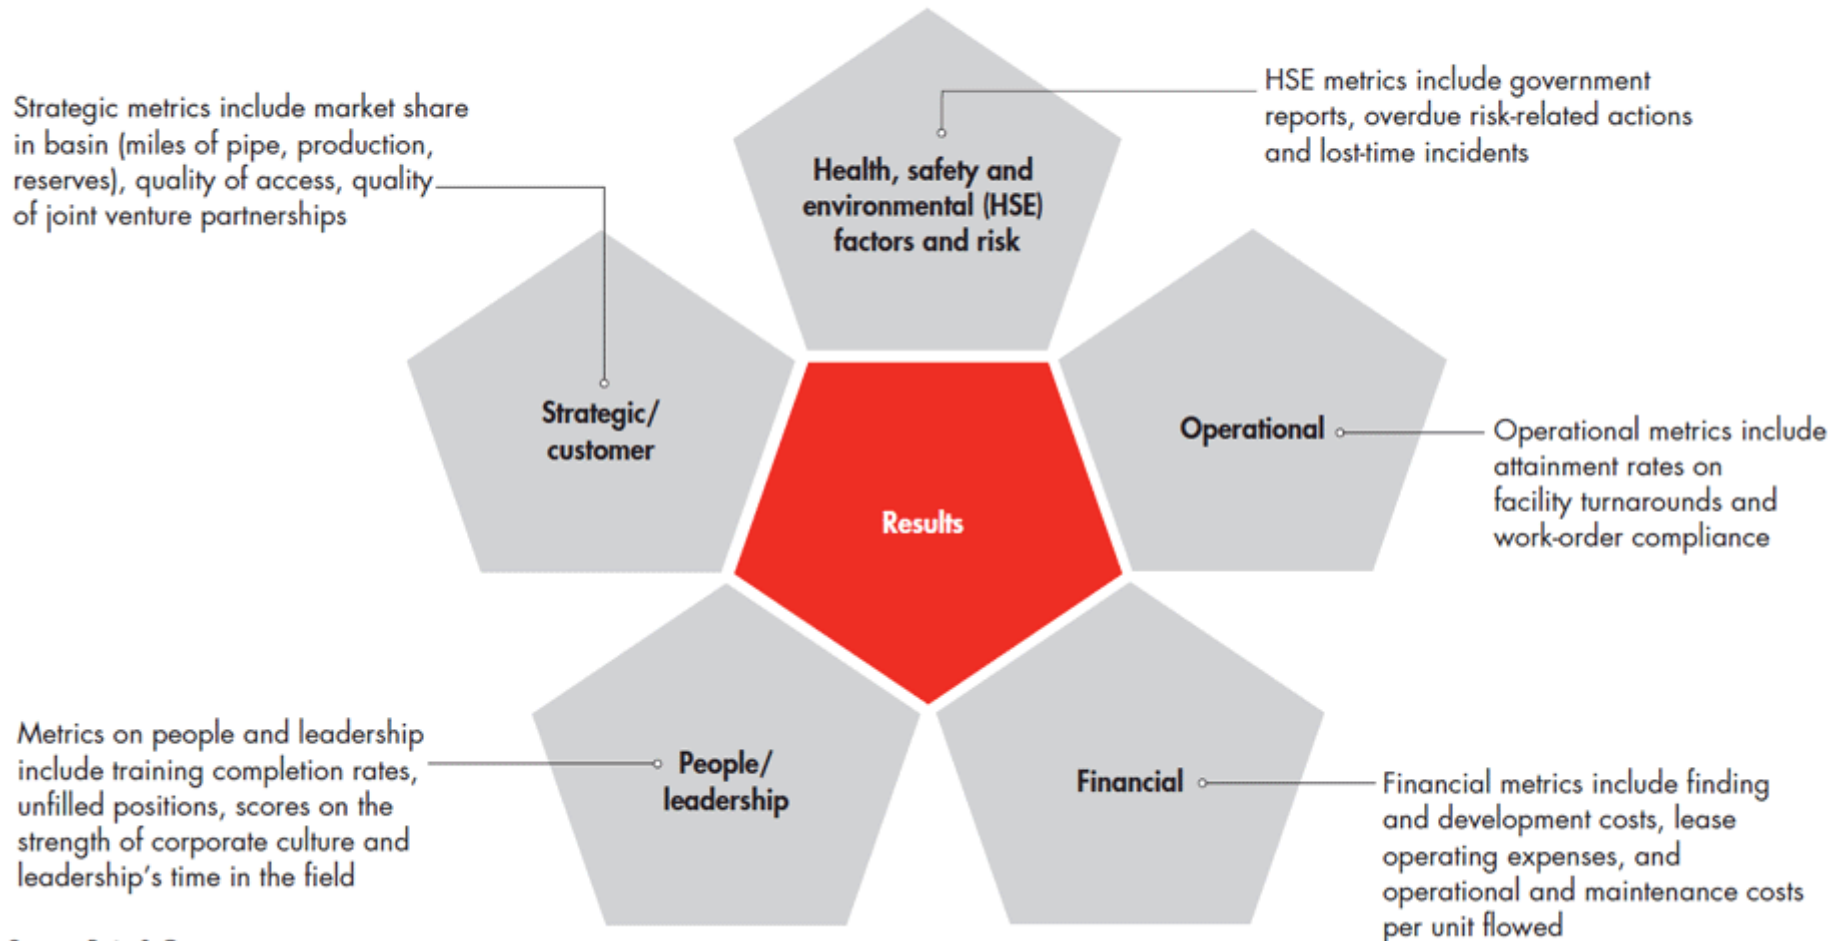 Strategic metrics include market share
in basin (miles of pipe, production,
reserves), quality of access, quality
of joint venture partnerships
HSE metrics include government
reports, overdue risk-related actions
and lost-time incidents
Health, safety and
environmental (HSE)
factors and risk
Strategic/
customer
Operational
Operational metrics include
attainment rates on
facility turnarounds and
work-order compliance
Results
Metrics on people and leadership
include training completion rates,
unfilled positions, scores on the
strength of corporate culture and
leadership's time in the field
People/
leadership
Financial
Financial metrics include finding
and development costs, lease
operating expenses, and
operational and maintenance costs
per unit flowed